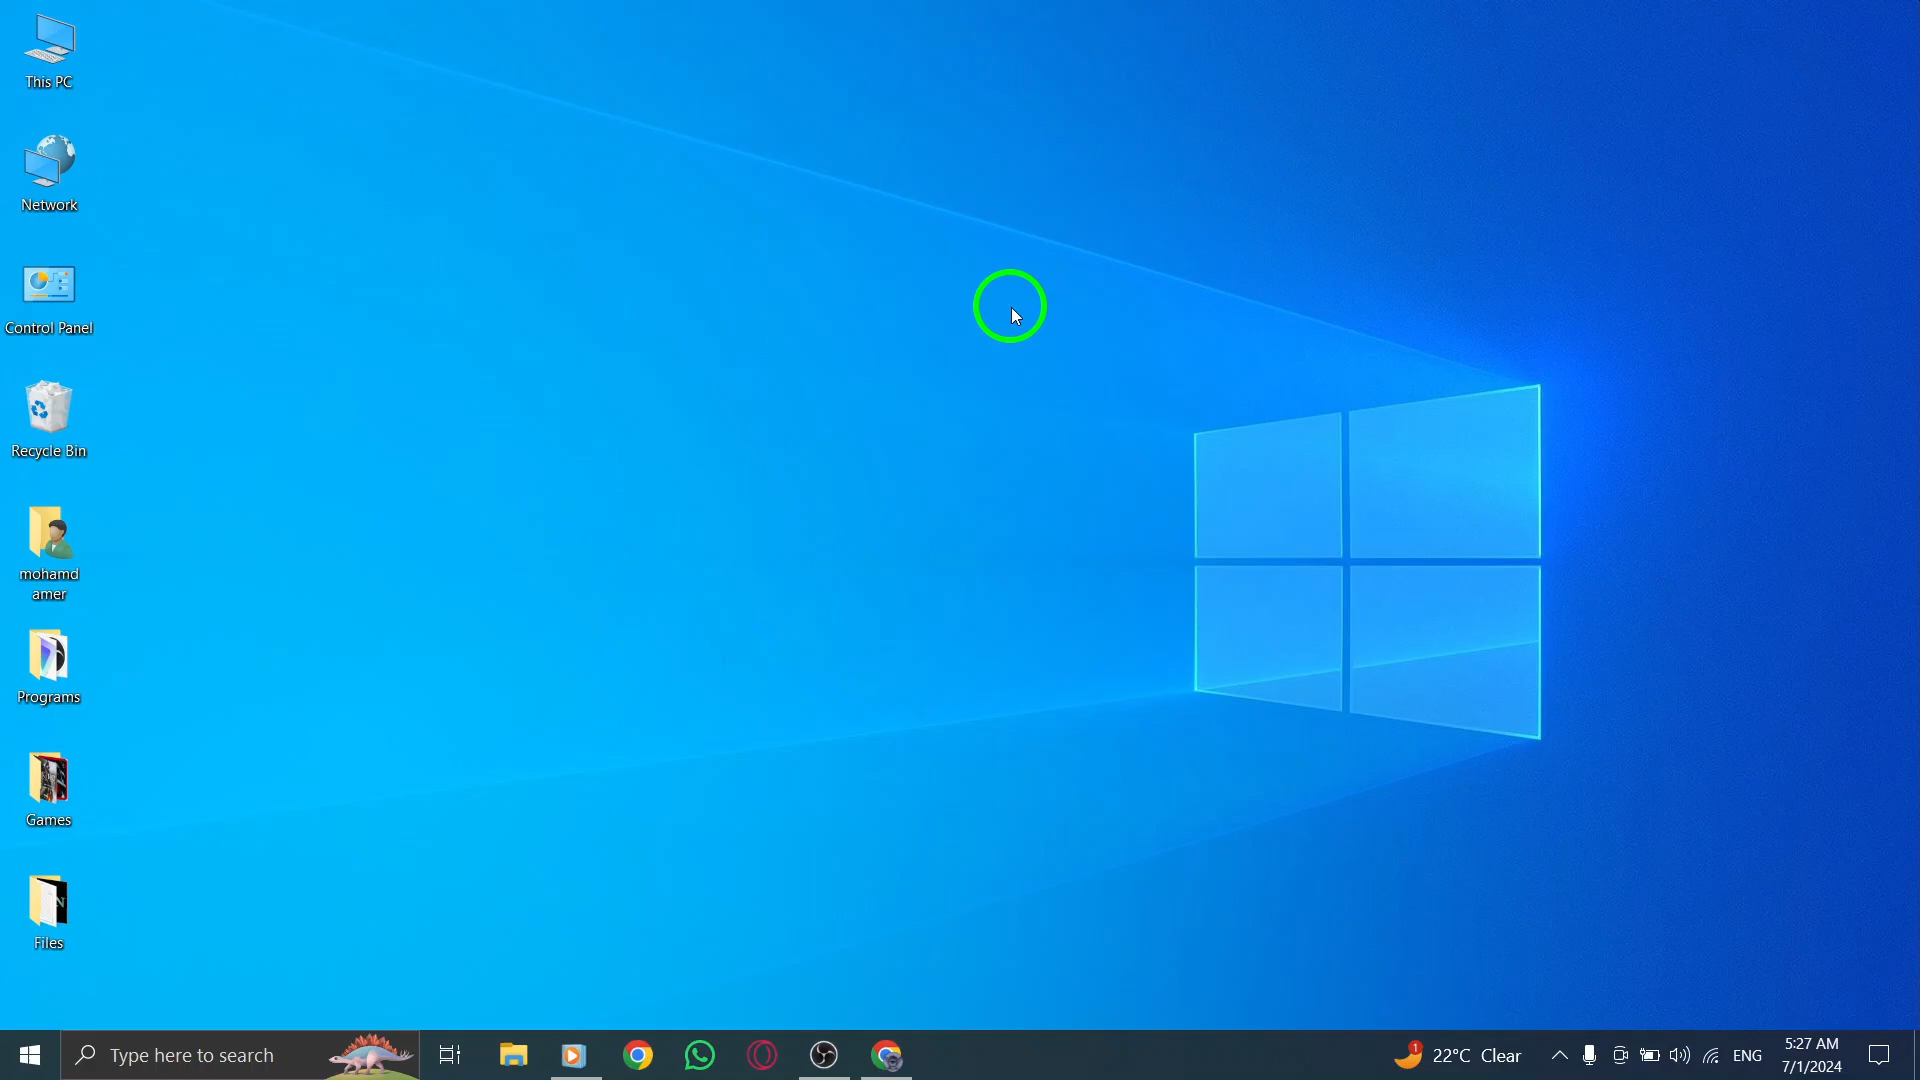 This PC
Network
Control Panel
Recycle Bin
mohamd
amer
Programs
Games
Files
Type here to search
1
22°C Clear
ENG
5:27 AM
7/1/2024